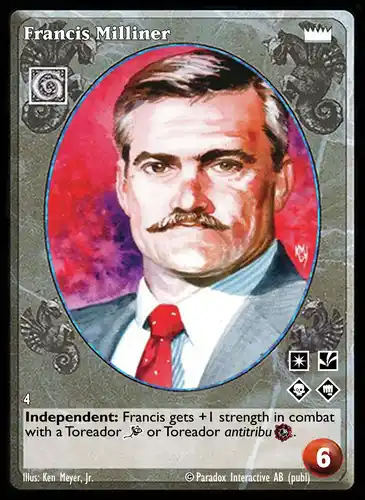 Francis Milliner
4
Independent: Francis gets +1 strength in combat
with a Toreador or Toreador antitribu.
6
Illus: Ken Meyer, Jr. © Paradox Interactive AB (publ)